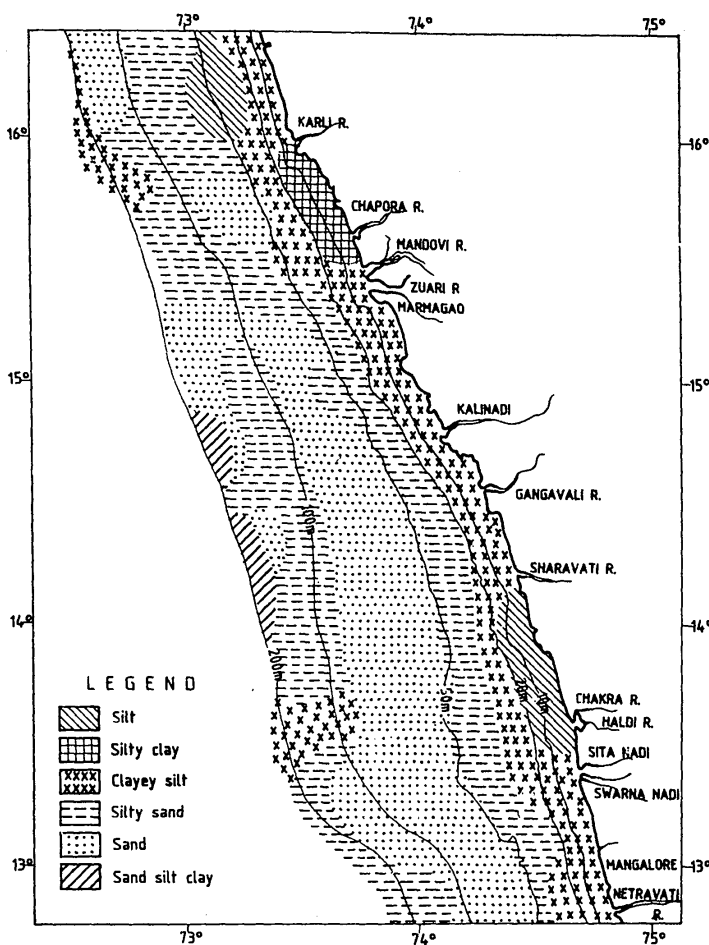 73° 74° 75°
16° 16°
KARLI R.
CHAPORA R.
MANDOVI R.
ZUARI R
MARMAGAO
15° 15°
KALINADI
GANGAVALI R.
100m
SHARAVATI R.
14° 14°
200m
50m
20m
10m
CHAKRA R.
HALDI R.
SITA NADI
SWARNA NADI
LEGEND
Silt
Silty clay
Clayey silt
Silty sand
Sand
Sand silt clay
13° 13°
MANGALORE
NETRAVATI
R.
73° 74° 75°